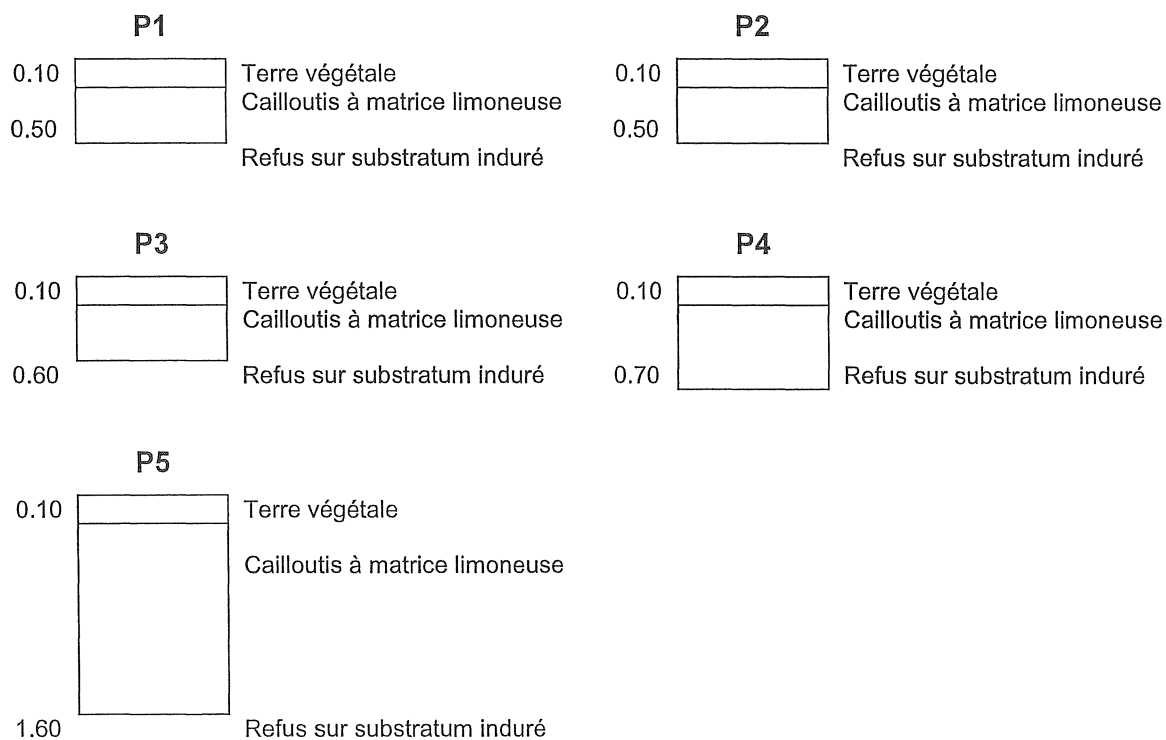 P1
0.10 Terre végétale
Cailloutis à matrice limoneuse
0.50
Refus sur substratum induré
P2
0.10 Terre végétale
Cailloutis à matrice limoneuse
0.50
Refus sur substratum induré
P3
0.10 Terre végétale
Cailloutis à matrice limoneuse
0.60 Refus sur substratum induré
P4
0.10 Terre végétale
Cailloutis à matrice limoneuse
0.70 Refus sur substratum induré
P5
0.10 Terre végétale
Cailloutis à matrice limoneuse
1.60 Refus sur substratum induré